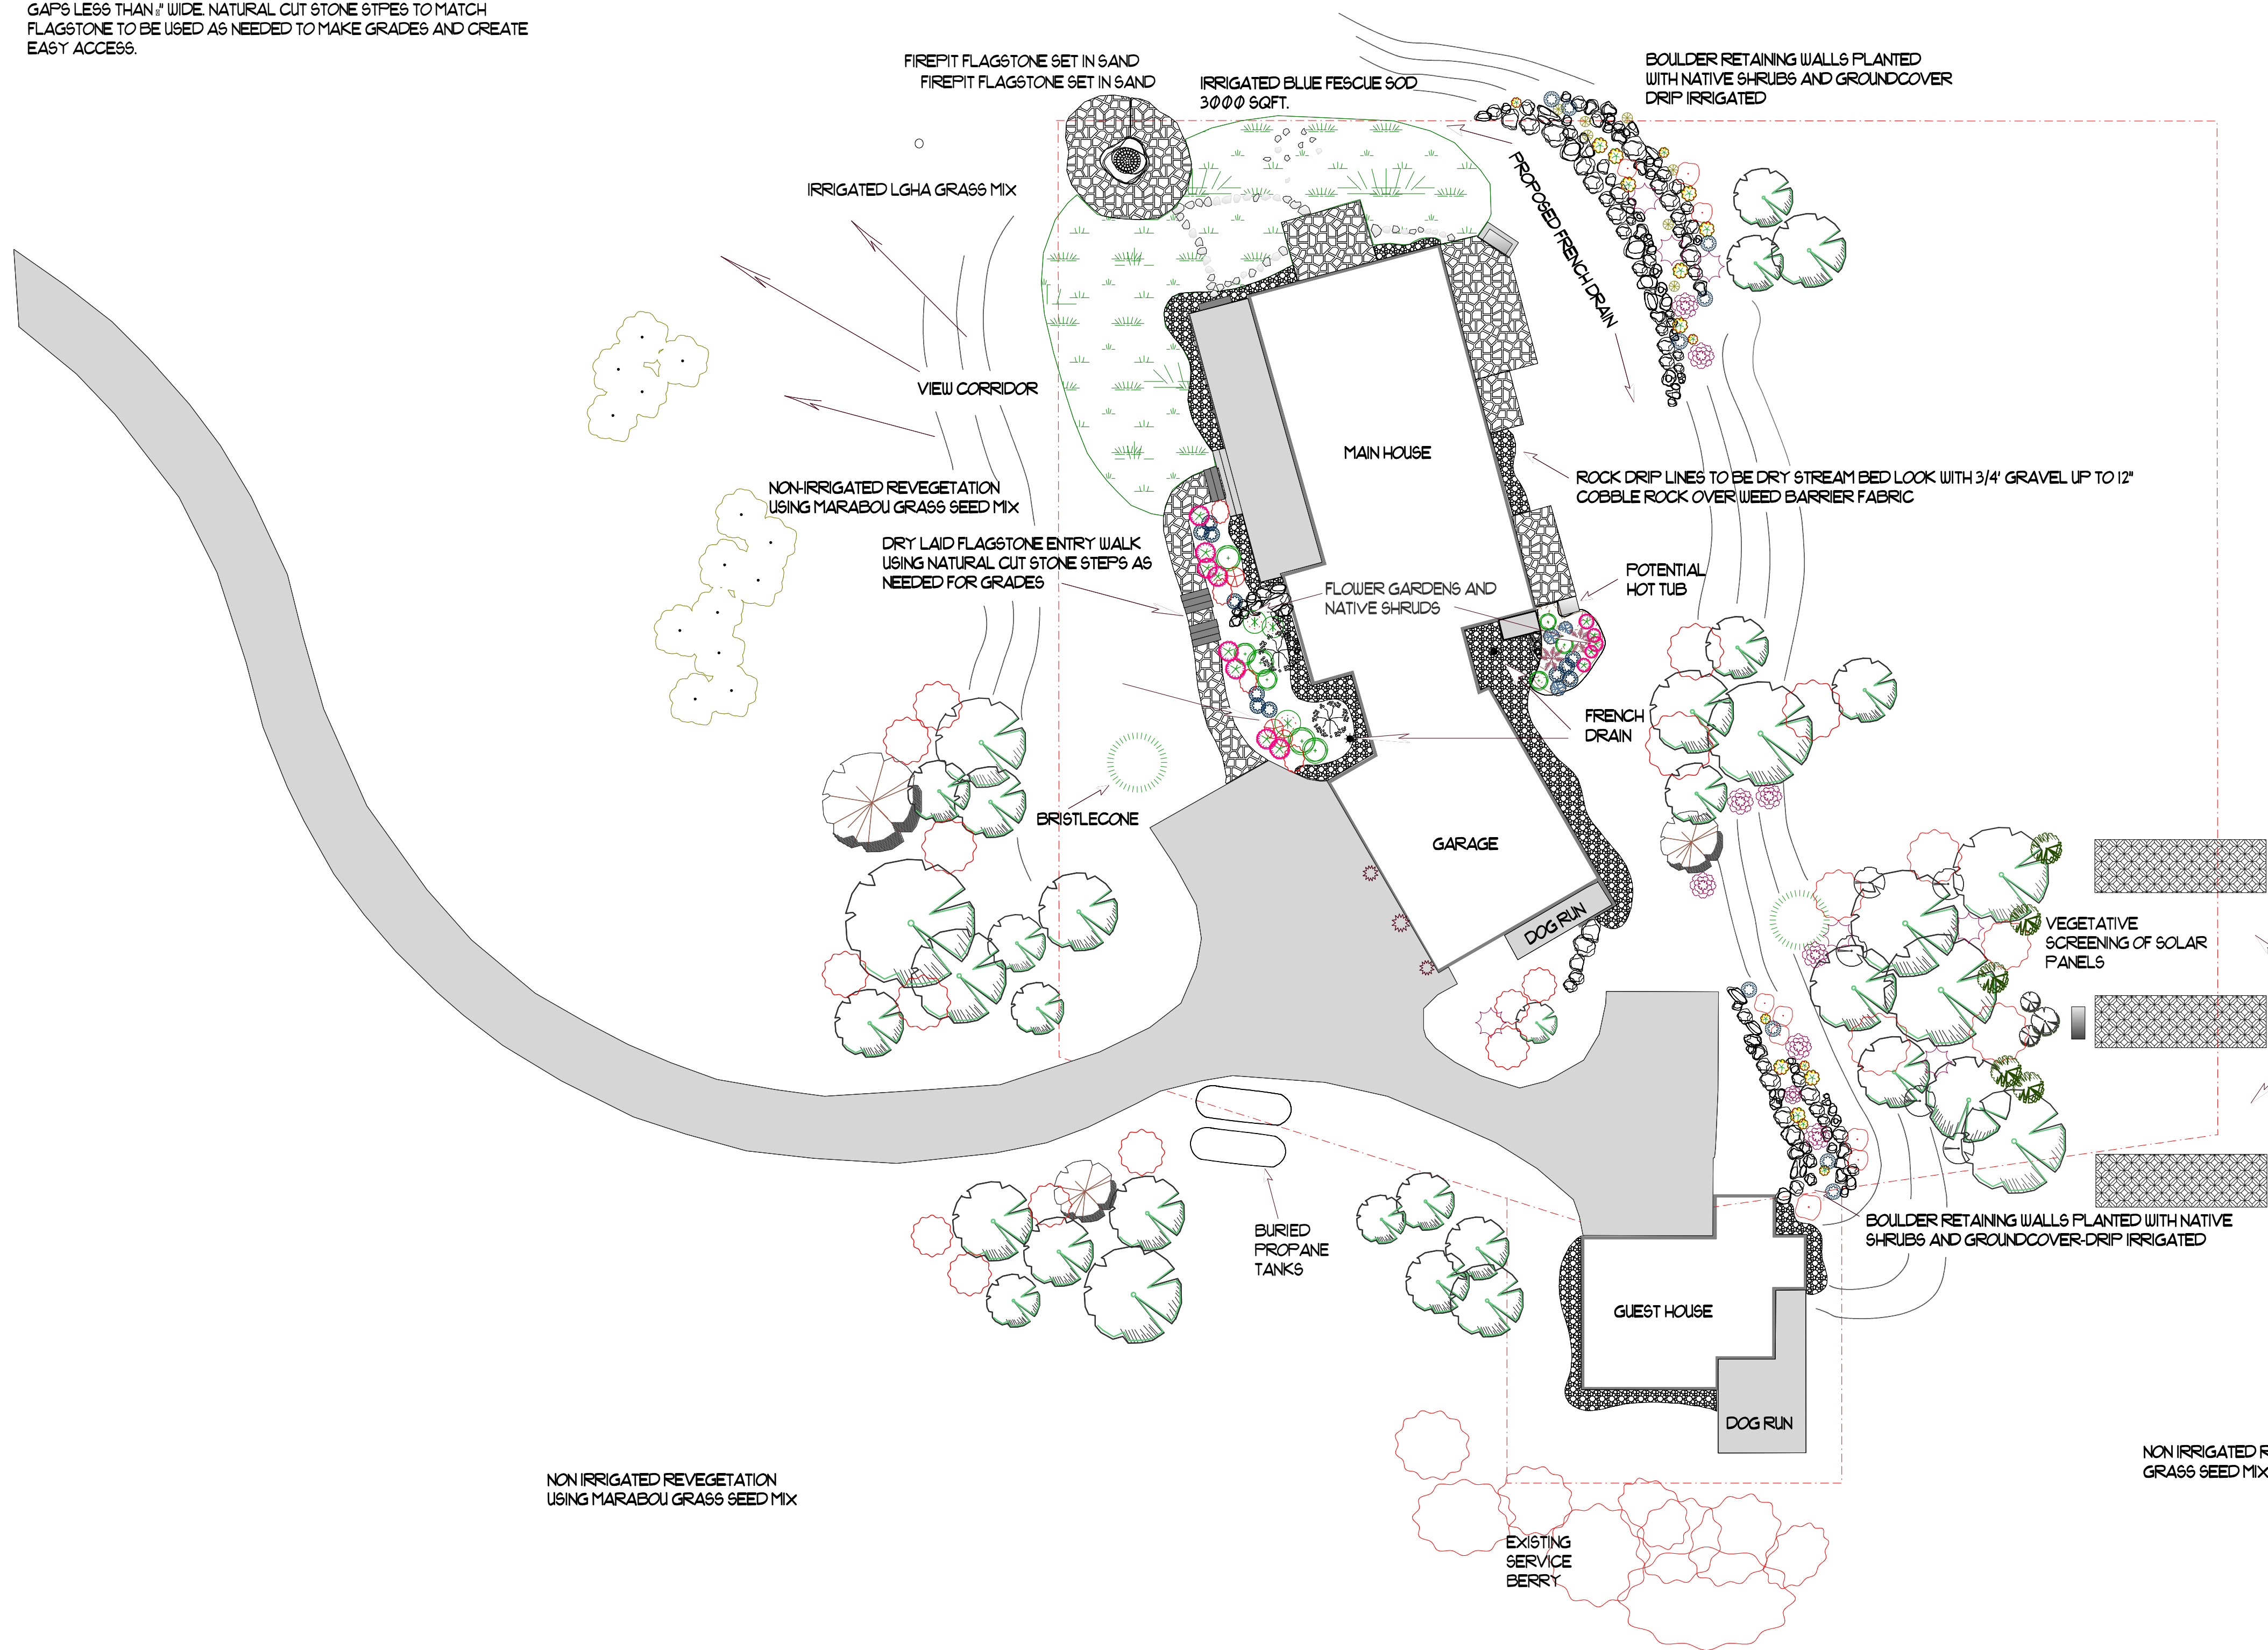 GAPS LESS THAN " WIDE. NATURAL CUT STONE STPES TO MATCH
FLAGSTONE TO BE USED AS NEEDED TO MAKE GRADES AND CREATE
EASY ACCESS.
FIREPIT FLAGSTONE SET IN SAND
FIREPIT FLAGSTONE SET IN SAND
IRRIGATED BLUE FESCUE SOD
3000 SQFT.
BOULDER RETAINING WALLS PLANTED
WITH NATIVE SHRUBS AND GROUNDCOVER
DRIP IRRIGATED
IRRIGATED LGHA GRASS MIX
PROPOSED FRENCH DRAIN
VIEW CORRIDOR
MAIN HOUSE
ROCK DRIP LINES TO BE DRY STREAM BED LOOK WITH 3/4' GRAVEL UP TO 12"
COBBLE ROCK OVER WEED BARRIER FABRIC
NON-IRRIGATED REVEGETATION
USING MARABOU GRASS SEED MIX
DRY LAID FLAGSTONE ENTRY WALK
USING NATURAL CUT STONE STEPS AS
NEEDED FOR GRADES
FLOWER GARDENS AND
NATIVE SHRUDS
POTENTIAL
HOT TUB
FRENCH
DRAIN
BRISTLECONE
GARAGE
DOG RUN
VEGETATIVE
SCREENING OF SOLAR
PANELS
BURIED
PROPANE
TANKS
BOULDER RETAINING WALLS PLANTED WITH NATIVE
SHRUBS AND GROUNDCOVER-DRIP IRRIGATED
GUEST HOUSE
DOG RUN
NON IRRIGATED REVEGETATION
USING MARABOU GRASS SEED MIX
NON IRRIGATED R
GRASS SEED MIX
EXISTING
SERVICE
BERRY